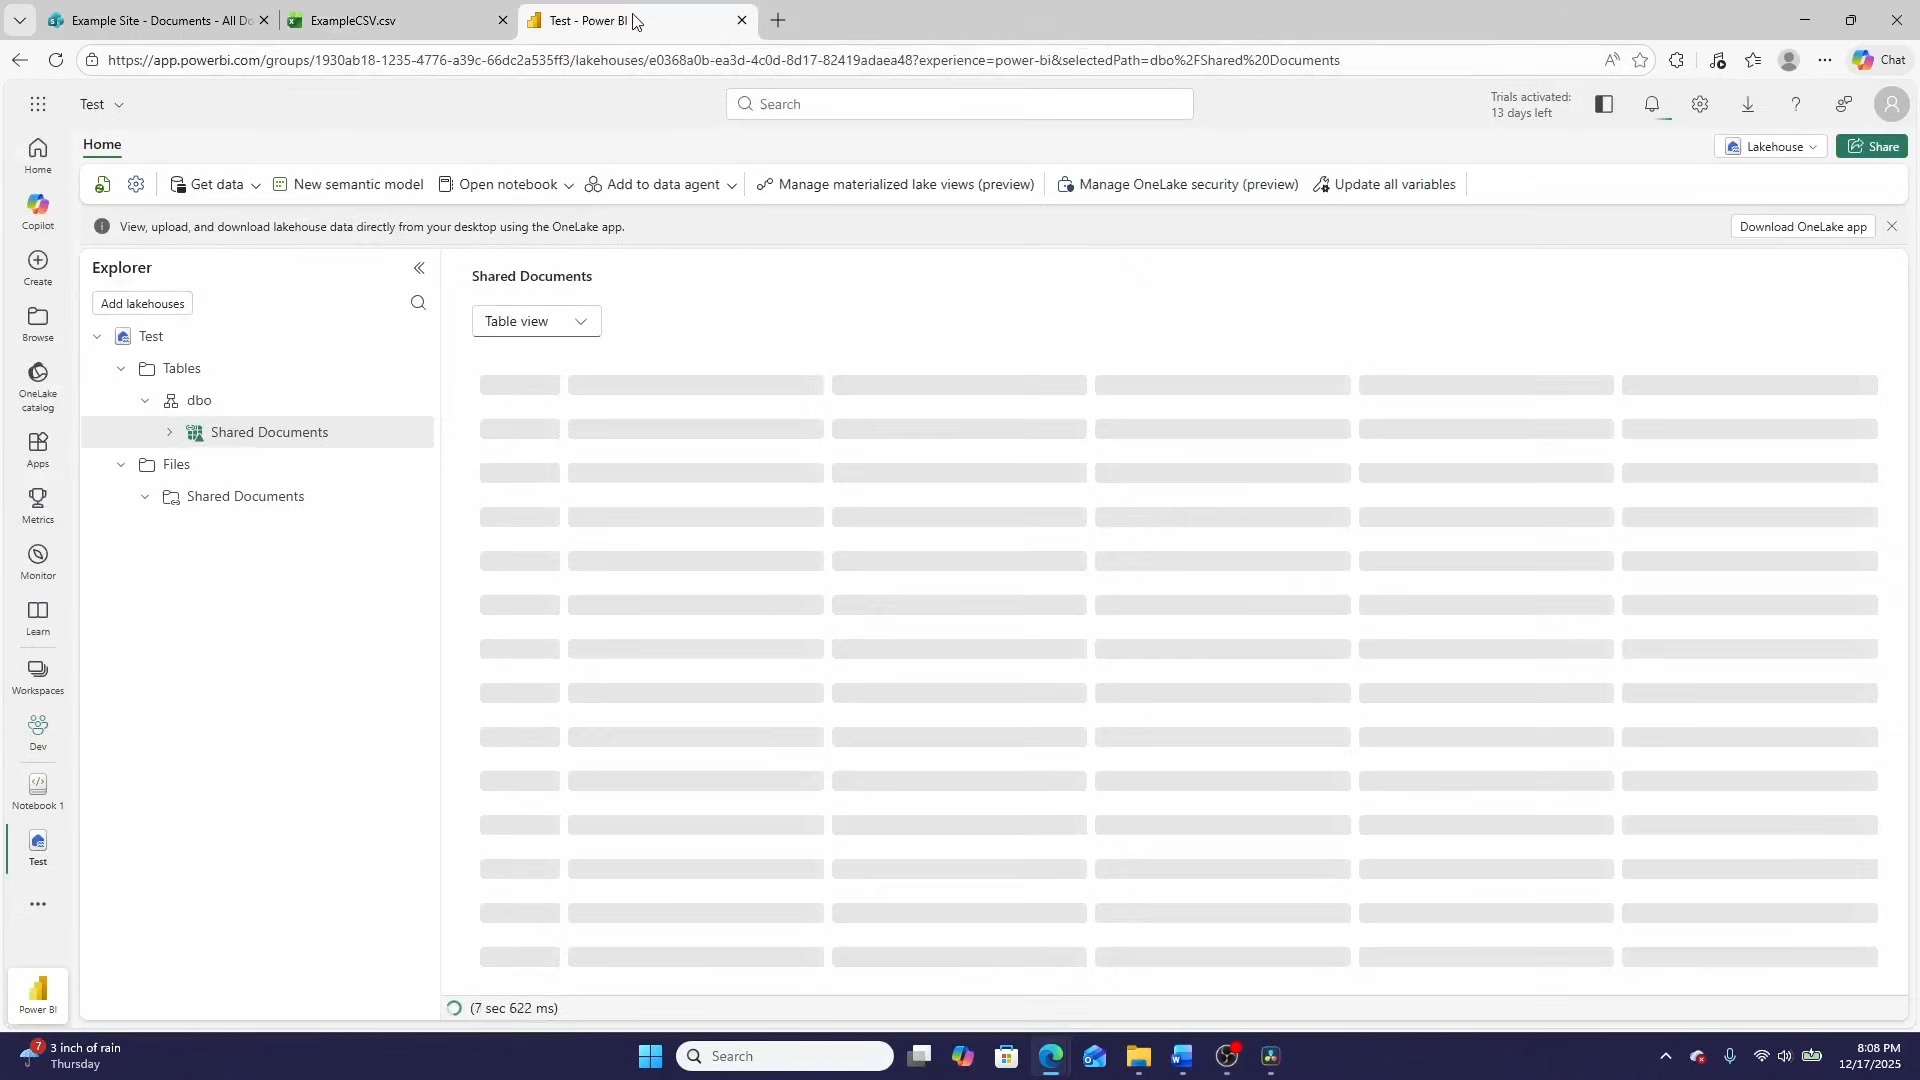 Example Site - Documents - All Do
ExampleCSV.csv
Test - Power BI
https://app.powerbi.com/groups/1930ab18-1235-4776-a39c-66dc2a535ff3/lakehouses/e0368a0b-ea3d-4c0d-8d17-82419adaea48?experience=power-bi&selectedPath=dbo%2FShared%20Documents
Chat
Test
Search
Trials activated:
13 days left
Home
Lakehouse
Share
Get data
New semantic model
Open notebook
Add to data agent
Manage materialized lake views (preview)
Manage OneLake security (preview)
Update all variables
View, upload, and download lakehouse data directly from your desktop using the OneLake app.
Download OneLake app
Home
Copilot
Create
Browse
OneLake
catalog
Apps
Metrics
Monitor
Learn
Workspaces
Dev
Notebook 1
Test
Power BI
Explorer
Add lakehouses
Test
Tables
dbo
Shared Documents
Files
Shared Documents
Shared Documents
Table view
(7 sec 622 ms)
7
3 inch of rain
Thursday
Search
8:08 PM
12/17/2025